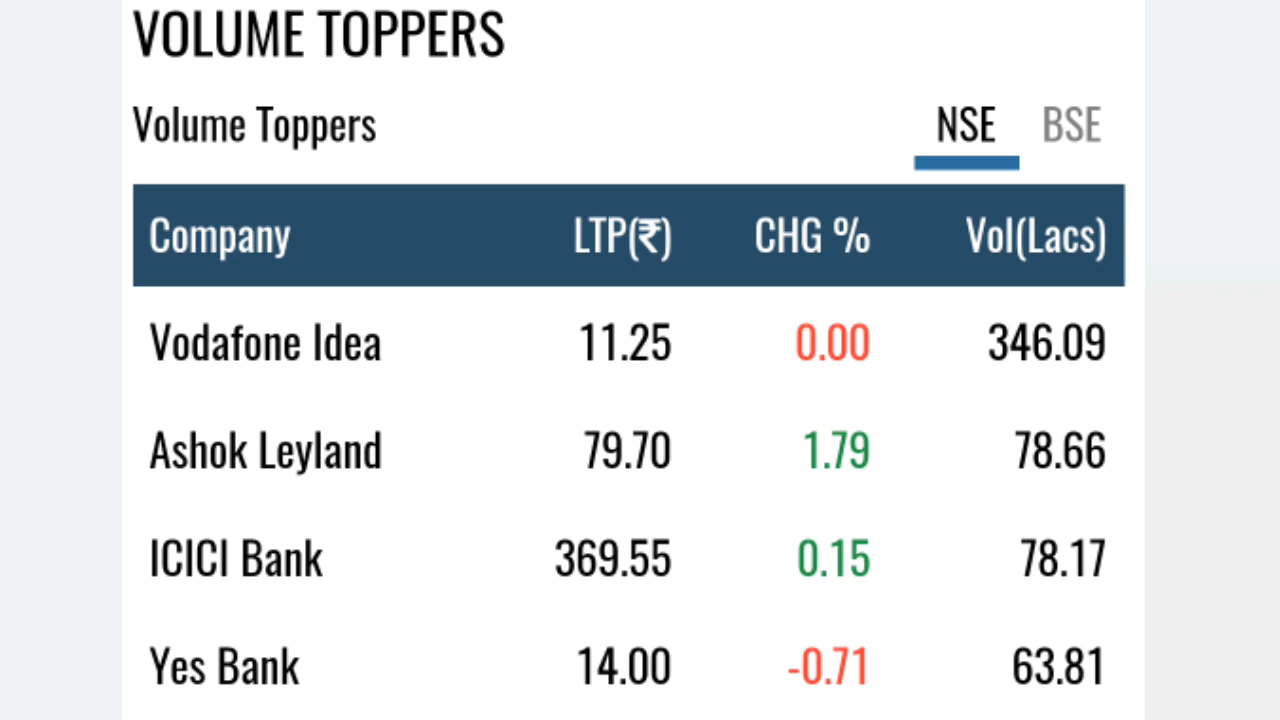 VOLUME TOPPERS
Volume Toppers NSE BSE
Company LTP(₹) CHG % Vol(Lacs)
Vodafone Idea 11.25 0.00 346.09
Ashok Leyland 79.70 1.79 78.66
ICICI Bank 369.55 0.15 78.17
Yes Bank 14.00 -0.71 63.81